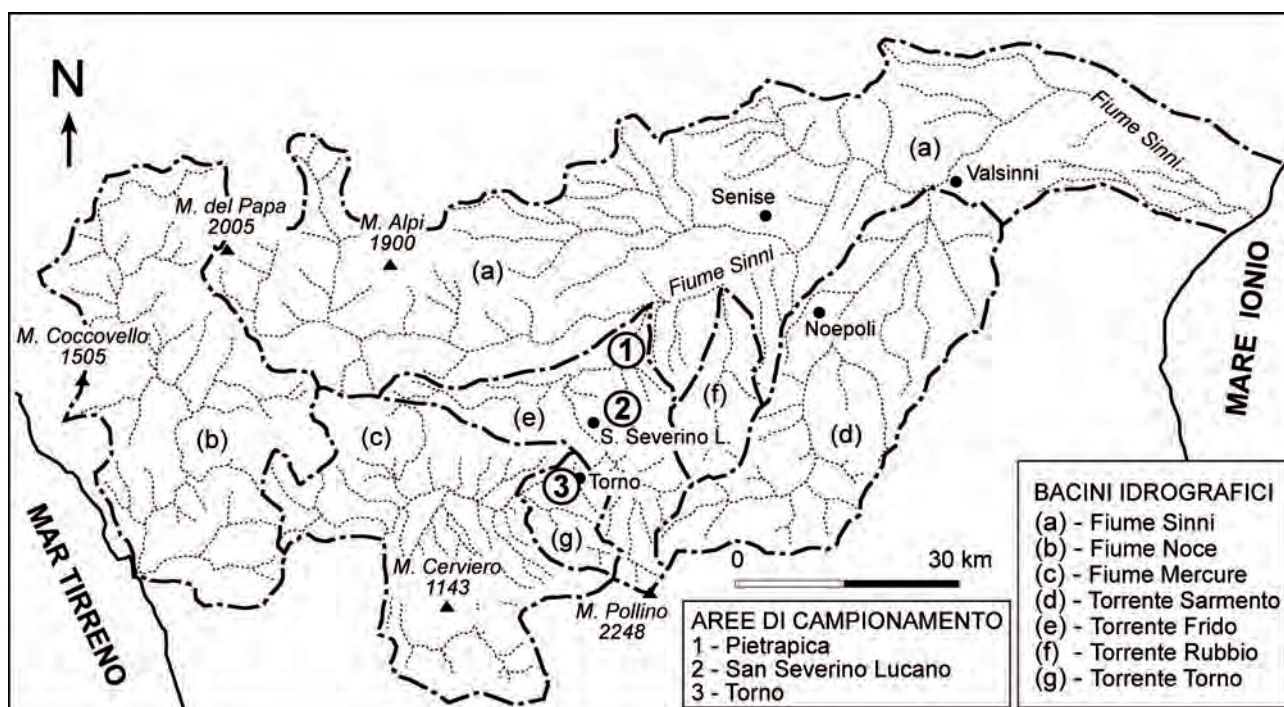 N
Fiume Sinni
(a)
Valsinni
M. del Papa
2005
M. Alpi
1900
Senise
(a)
Fiume Sinni
Noepoli
M. Coccovello
1505
1
2
(f)
(e)
S. Severino L.
(b)
(c)
(d)
3
Torno
(g)
MAR TIRRENO
MARE IONIO
M. Cerviero
1143
M. Pollino
2248
0 30 km
AREE DI CAMPIONAMENTO
1 - Pietrapica
2 - San Severino Lucano
3 - Torno
BACINI IDROGRAFICI
(a) - Fiume Sinni
(b) - Fiume Noce
(c) - Fiume Mercure
(d) - Torrente Sarmento
(e) - Torrente Frido
(f) - Torrente Rubbio
(g) - Torrente Torno